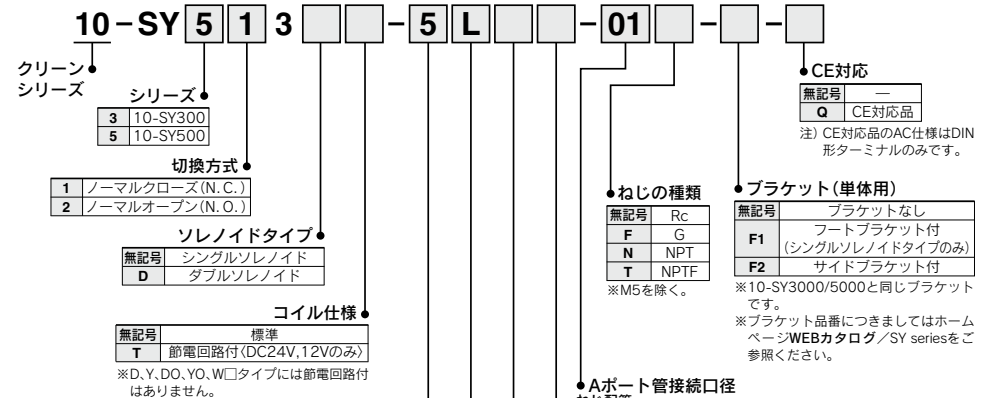 10-SY 5 1 3 □ □ - 5 L □ □ - 01 □ - □ - □
クリーン
シリーズ
シリーズ
3 10-SY300
5 10-SY500
切換方式
1 ノーマルクローズ(N.C.)
2 ノーマルオープン(N.O.)
ソレノイドタイプ
無記号 シングルソレノイド
D ダブルソレノイド
コイル仕様
無記号 標準
T 節電回路付〈DC24V,12Vのみ〉
※D、Y、DO、YO、W□タイプには節電回路付
はありません。
Aポート管接続口径
ねじ配管
ねじの種類
無記号 Rc
F G
N NPT
T NPTF
※M5を除く。
ブラケット(単体用)
無記号 ブラケットなし
F1 フートブラケット付
(シングルソレノイドタイプのみ)
F2 サイドブラケット付
※10-SY3000/5000と同じブラケット
です。
※ブラケット品番につきましてはホーム
ページWEBカタログ/SY seriesをご
参照ください。
CE対応
無記号 —
Q CE対応品
注) CE対応品のAC仕様はDIN
形ターミナルのみです。